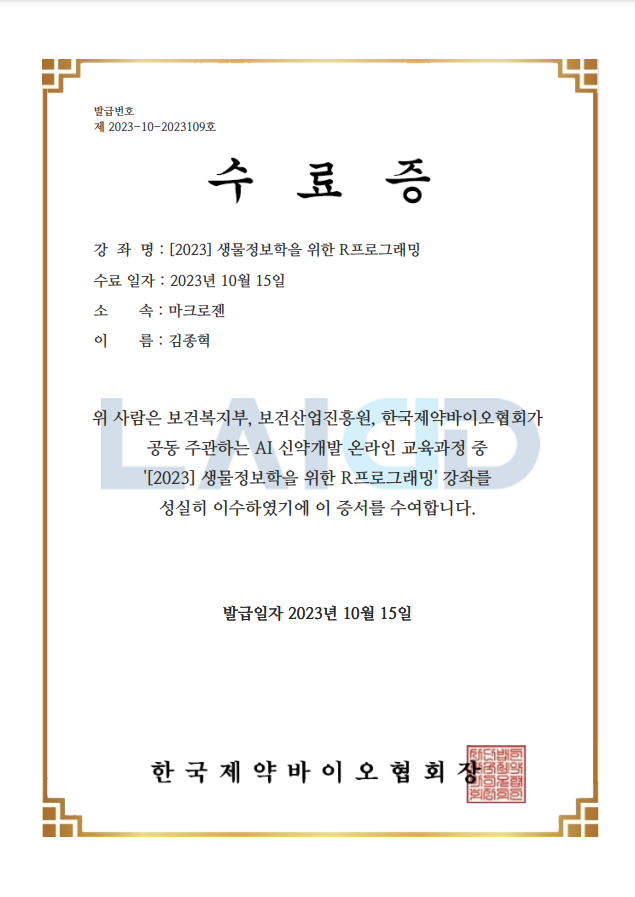 발급번호
제 2023-10-2023109호
수 료 증
강 좌 명 : [2023] 생물정보학을 위한 R프로그래밍
수료 일자 : 2023년 10월 15일
소 속 : 마크로젠
이 름 : 김종혁
LAIDD
위 사람은 보건복지부, 보건산업진흥원, 한국제약바이오협회가
공동 주관하는 AI 신약개발 온라인 교육과정 중
'[2023] 생물정보학을 위한 R프로그래밍' 강좌를
성실히 이수하였기에 이 증서를 수여합니다.
발급일자 2023년 10월 15일
한국제약바이오협회장